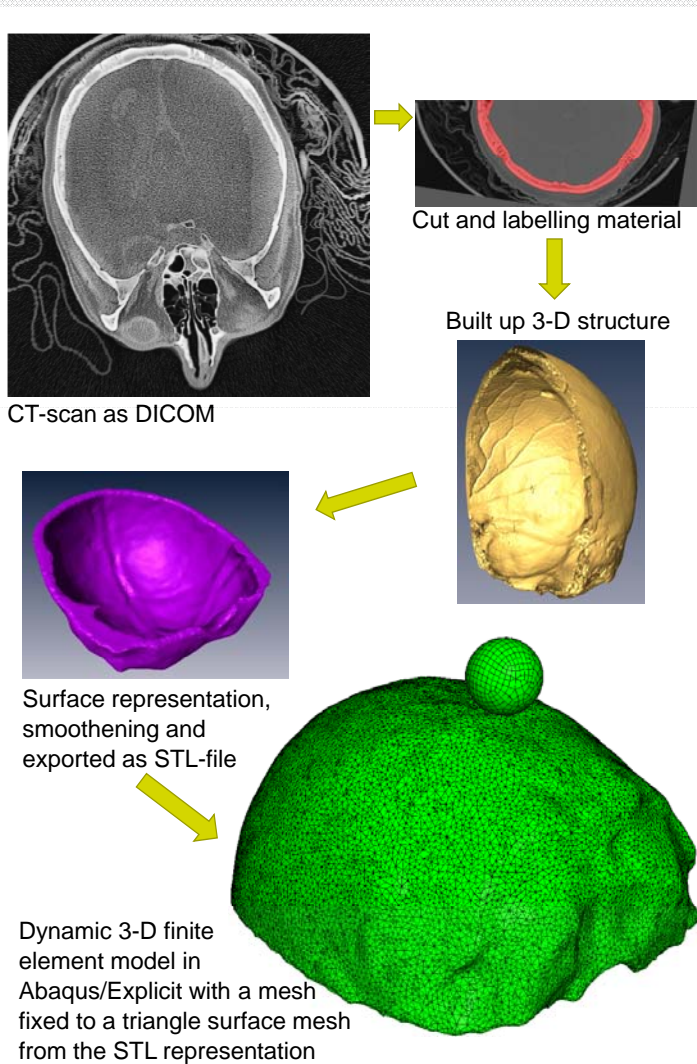 Cut and labelling material
Built up 3-D structure
CT-scan as DICOM
Surface representation,
smoothening and
exported as STL-file
Dynamic 3-D finite
element model in
Abaqus/Explicit with a mesh
fixed to a triangle surface mesh
from the STL representation